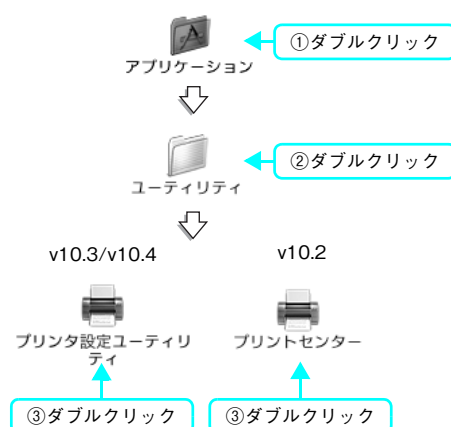 ①ダブルクリック
アプリケーション
②ダブルクリック
ユーティリティ
v10.3/v10.4
v10.2
プリンタ設定ユーティリ
ティ
プリントセンター
③ダブルクリック
③ダブルクリック